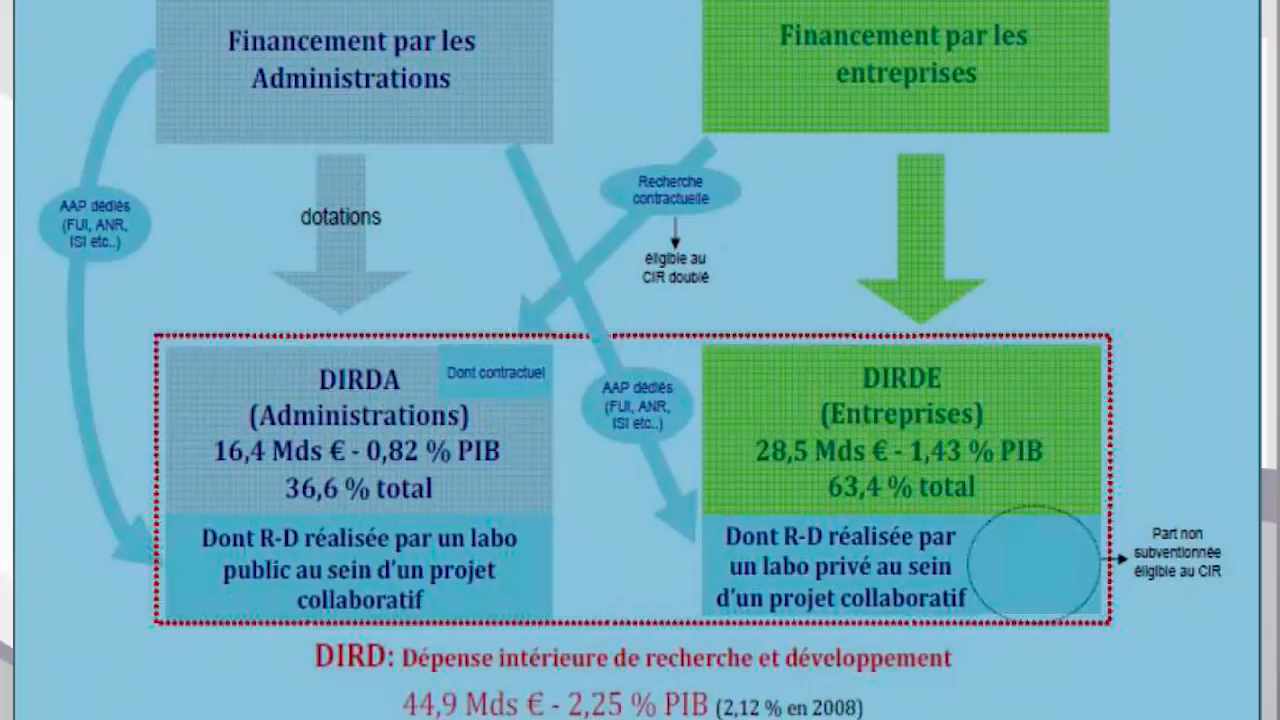 Financement par les
Administrations
Financement par les
entreprises
AAP dédiés
(FUI, ANR,
ISI etc..)
dotations
Recherche
contractuelle
éligible au
CIR doublé
DIRDA
(Administrations)
16,4 Mds € - 0,82 % PIB
36,6 % total
Dont contractuel
AAP dédiés
(FUI, ANR,
ISI etc..)
DIRDE
(Entreprises)
28,5 Mds € - 1,43 % PIB
63,4 % total
Dont R-D réalisée par un labo
public au sein d'un projet
collaboratif
Dont R-D réalisée par
un labo privé au sein
d'un projet collaboratif
Part non
subventionnée
éligible au CIR
DIRD: Dépense intérieure de recherche et développement
44,9 Mds € - 2,25 % PIB (2,12 % en 2008)